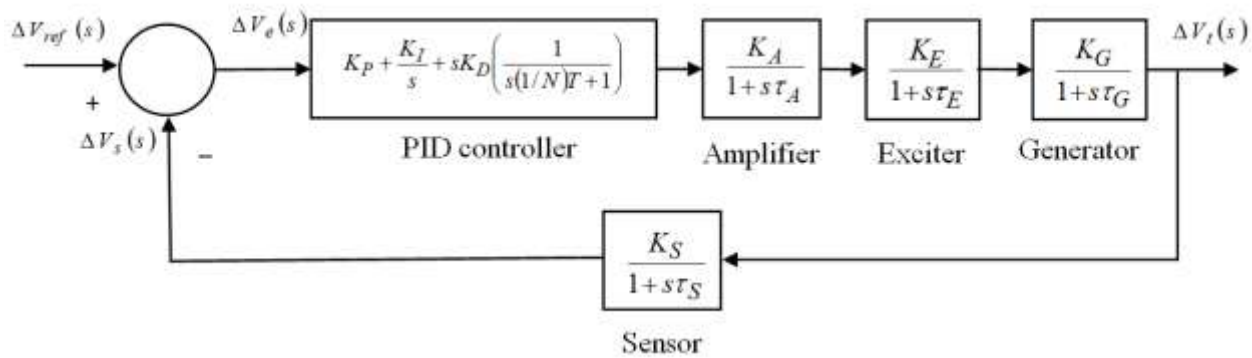 ΔV_ref(s)
+
ΔV_s(s)
−
ΔV_e(s)
K_P + K_I/s + sK_D(1/(s(1/N)T+1))
PID controller
K_A/(1+sτ_A)
Amplifier
K_E/(1+sτ_E)
Exciter
K_G/(1+sτ_G)
Generator
ΔV_t(s)
K_S/(1+sτ_S)
Sensor